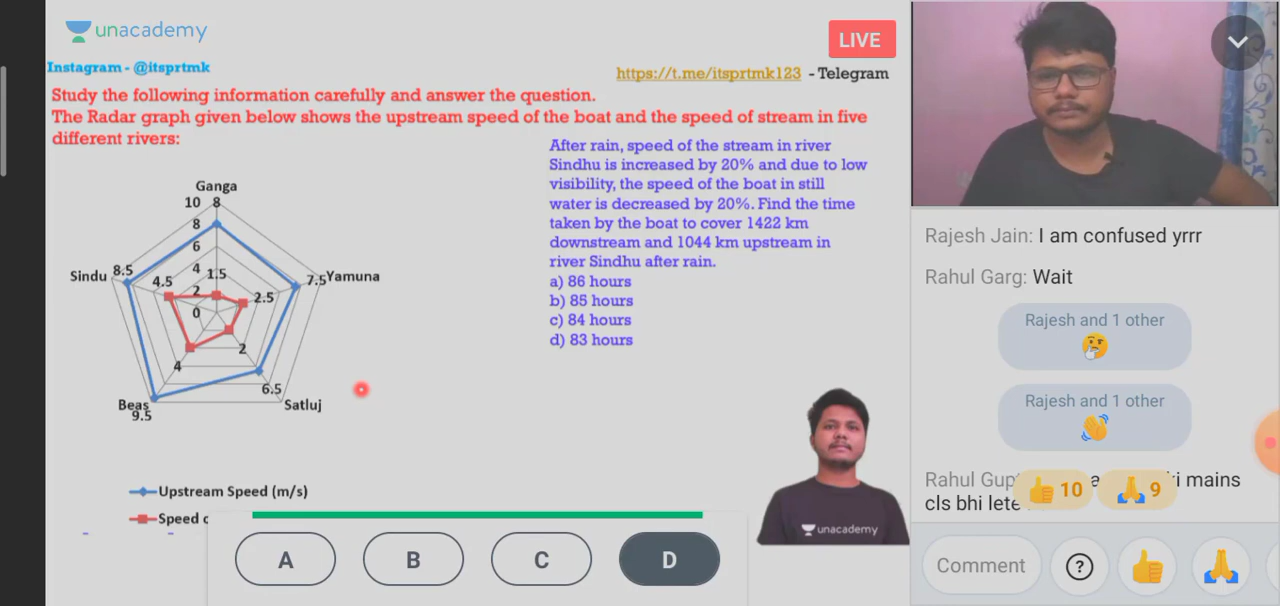 unacademy
LIVE
Instagram - @itsprtmk
https://t.me/itsprtmk123 - Telegram
Study the following information carefully and answer the question.
The Radar graph given below shows the upstream speed of the boat and the speed of stream in five
different rivers:
After rain, speed of the stream in river
Sindhu is increased by 20% and due to low
visibility, the speed of the boat in still
water is decreased by 20%. Find the time
taken by the boat to cover 1422 km
downstream and 1044 km upstream in
river Sindhu after rain.
a) 86 hours
b) 85 hours
c) 84 hours
d) 83 hours
Ganga
10 8
8
6
4 1.5
2
0
Sindu 8.5
4.5
7.5 Yamuna
2.5
2
4
6.5
Satluj
Beas
9.5
Upstream Speed (m/s)
Speed
A B C D
unacademy
Rajesh Jain: I am confused yrrr
Rahul Garg: Wait
Rajesh and 1 other
Rajesh and 1 other
Rahul
mains
cls bhi lete
10
9
Comment
?